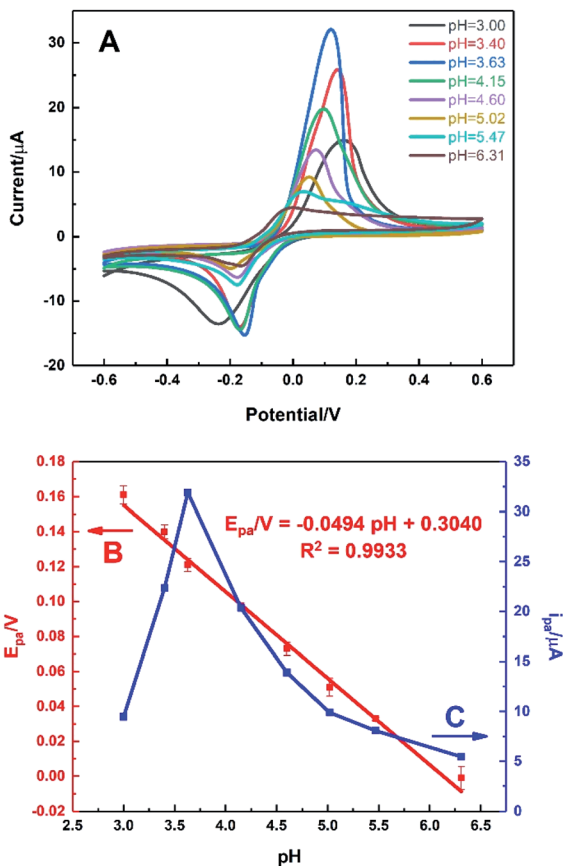 A
pH=3.00
pH=3.40
pH=3.63
pH=4.15
pH=4.60
pH=5.02
pH=5.47
pH=6.31
Current/μA
30
20
10
0
-10
-20
-0.6 -0.4 -0.2 0.0 0.2 0.4 0.6
Potential/V
Epa/V = -0.0494 pH + 0.3040
R² = 0.9933
B
C
Epa/V
0.18
0.16
0.14
0.12
0.10
0.08
0.06
0.04
0.02
0.00
-0.02
ipa/μA
35
30
25
20
15
10
5
0
2.5 3.0 3.5 4.0 4.5 5.0 5.5 6.0 6.5
pH